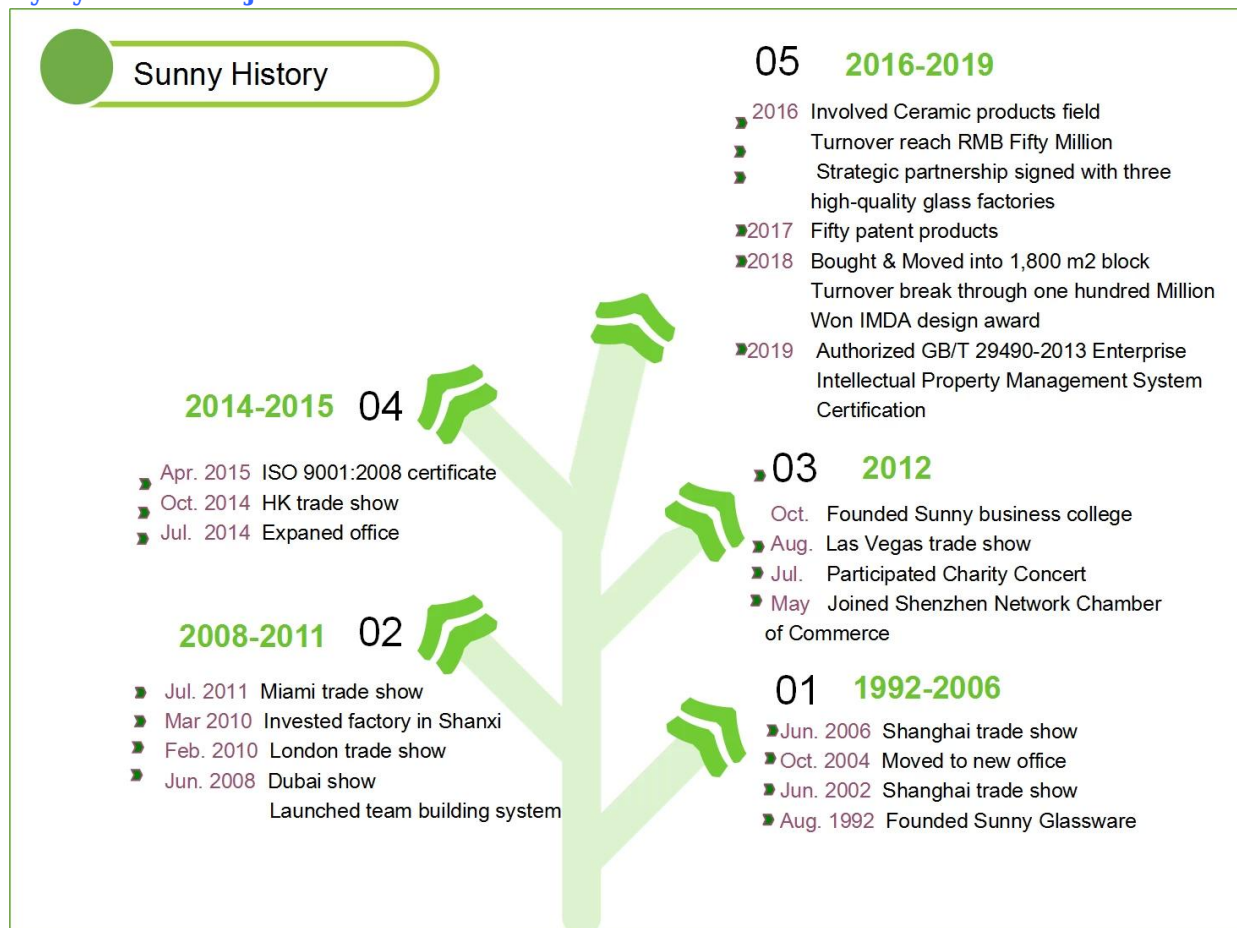 Sunny History
05 2016-2019
2016 Involved Ceramic products field
Turnover reach RMB Fifty Million
Strategic partnership signed with three
high-quality glass factories
2017 Fifty patent products
2018 Bought & Moved into 1,800 m2 block
Turnover break through one hundred Million
Won IMDA design award
2019 Authorized GB/T 29490-2013 Enterprise
Intellectual Property Management System
Certification
2014-2015 04
Apr. 2015 ISO 9001:2008 certificate
Oct. 2014 HK trade show
Jul. 2014 Expaned office
03 2012
Oct. Founded Sunny business college
Aug. Las Vegas trade show
Jul. Participated Charity Concert
May Joined Shenzhen Network Chamber
of Commerce
2008-2011 02
Jul. 2011 Miami trade show
Mar 2010 Invested factory in Shanxi
Feb. 2010 London trade show
Jun. 2008 Dubai show
Launched team building system
01 1992-2006
Jun. 2006 Shanghai trade show
Oct. 2004 Moved to new office
Jun. 2002 Shanghai trade show
Aug. 1992 Founded Sunny Glassware